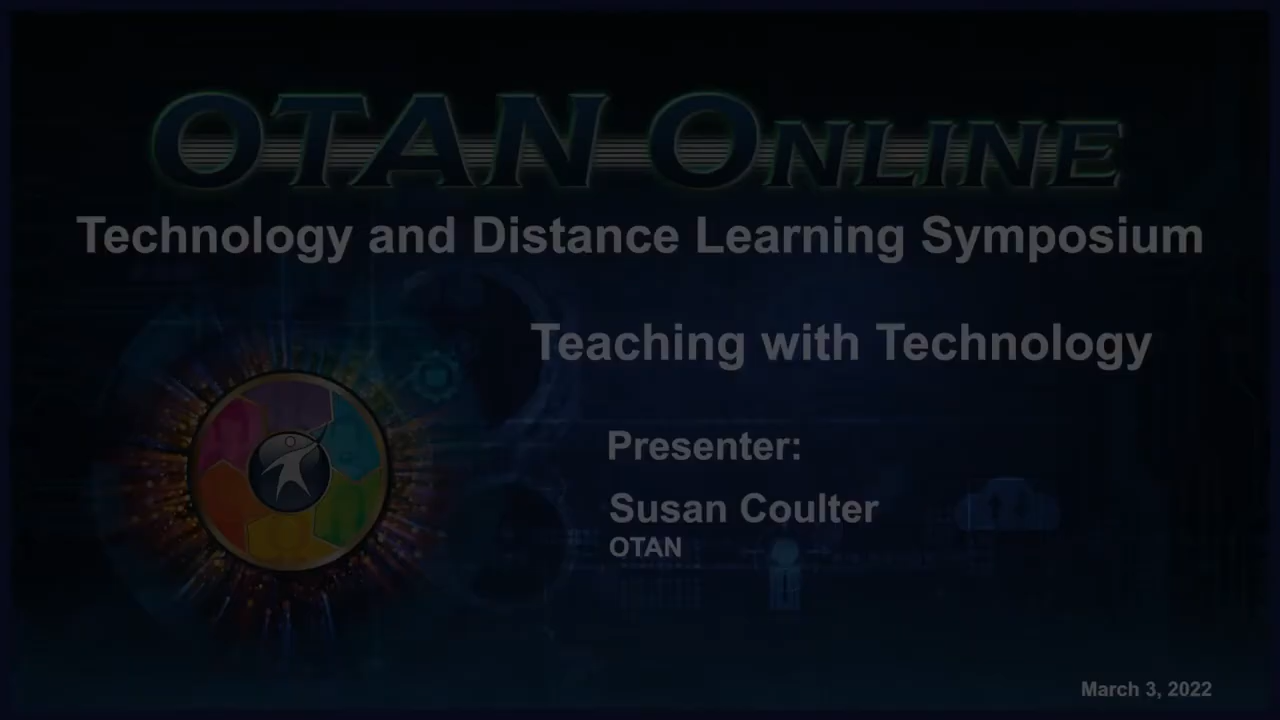 OTAN ONLINE
Technology and Distance Learning Symposium
Teaching with Technology
Presenter:
Susan Coulter
OTAN
March 3, 2022